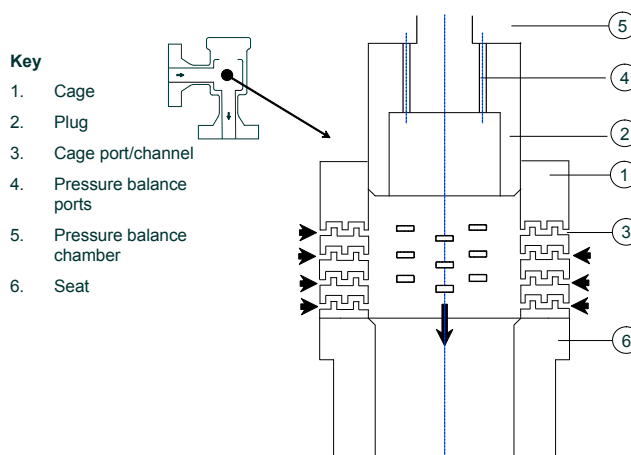 Key
1. Cage
2. Plug
3. Cage port/channel
4. Pressure balance
ports
5. Pressure balance
chamber
6. Seat
5
4
2
1
3
6